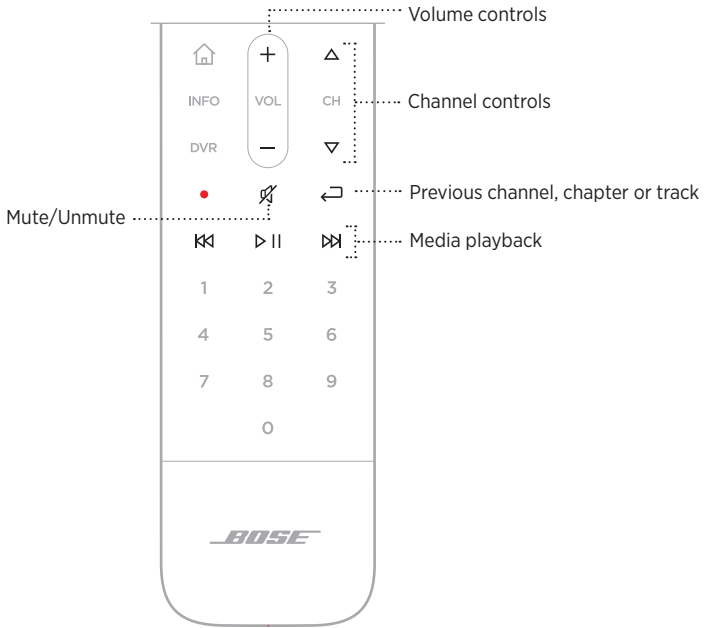 Volume controls
+
INFO VOL CH
Channel controls
DVR −
Previous channel, chapter or track
Mute/Unmute
Media playback
1 2 3
4 5 6
7 8 9
0
BOSE